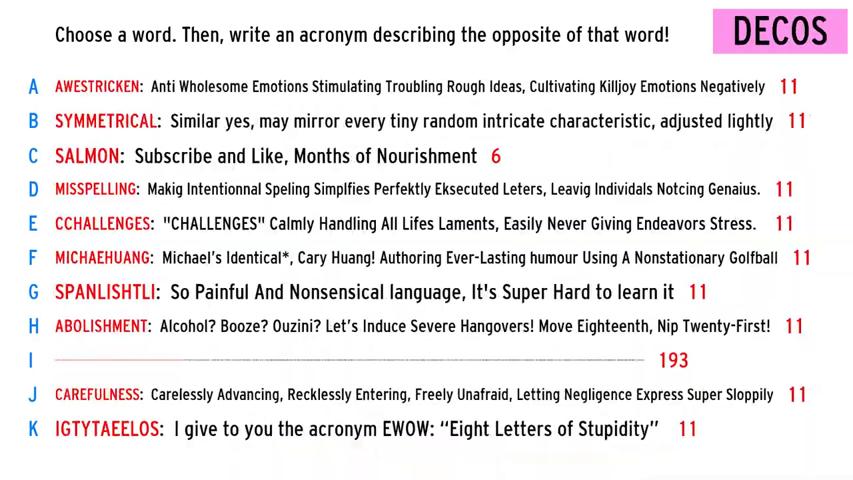 Choose a word. Then, write an acronym describing the opposite of that word!
DECOS
A AWESTRICKEN: Anti Wholesome Emotions Stimulating Troubling Rough Ideas, Cultivating Killjoy Emotions Negatively 11
B SYMMETRICAL: Similar yes, may mirror every tiny random intricate characteristic, adjusted lightly 11
C SALMON: Subscribe and Like, Months of Nourishment 6
D MISSPELLING: Makig Intentionnal Speling Simplfies Perfektly Eksecuted Leters, Leavig Individals Notcing Genaius. 11
E CCHALLENGES: "CHALLENGES" Calmly Handling All Lifes Laments, Easily Never Giving Endeavors Stress. 11
F MICHAEHUANG: Michael's Identical*, Cary Huang! Authoring Ever-Lasting humour Using A Nonstationary Golfball 11
G SPANLISHTLI: So Painful And Nonsensical language, It's Super Hard to learn it 11
H ABOLISHMENT: Alcohol? Booze? Ouzini? Let's Induce Severe Hangovers! Move Eighteenth, Nip Twenty-First! 11
I 193
J CAREFULNESS: Carelessly Advancing, Recklessly Entering, Freely Unafraid, Letting Negligence Express Super Sloppily 11
K IGTYTAEELOS: I give to you the acronym EWOW: “Eight Letters of Stupidity” 11